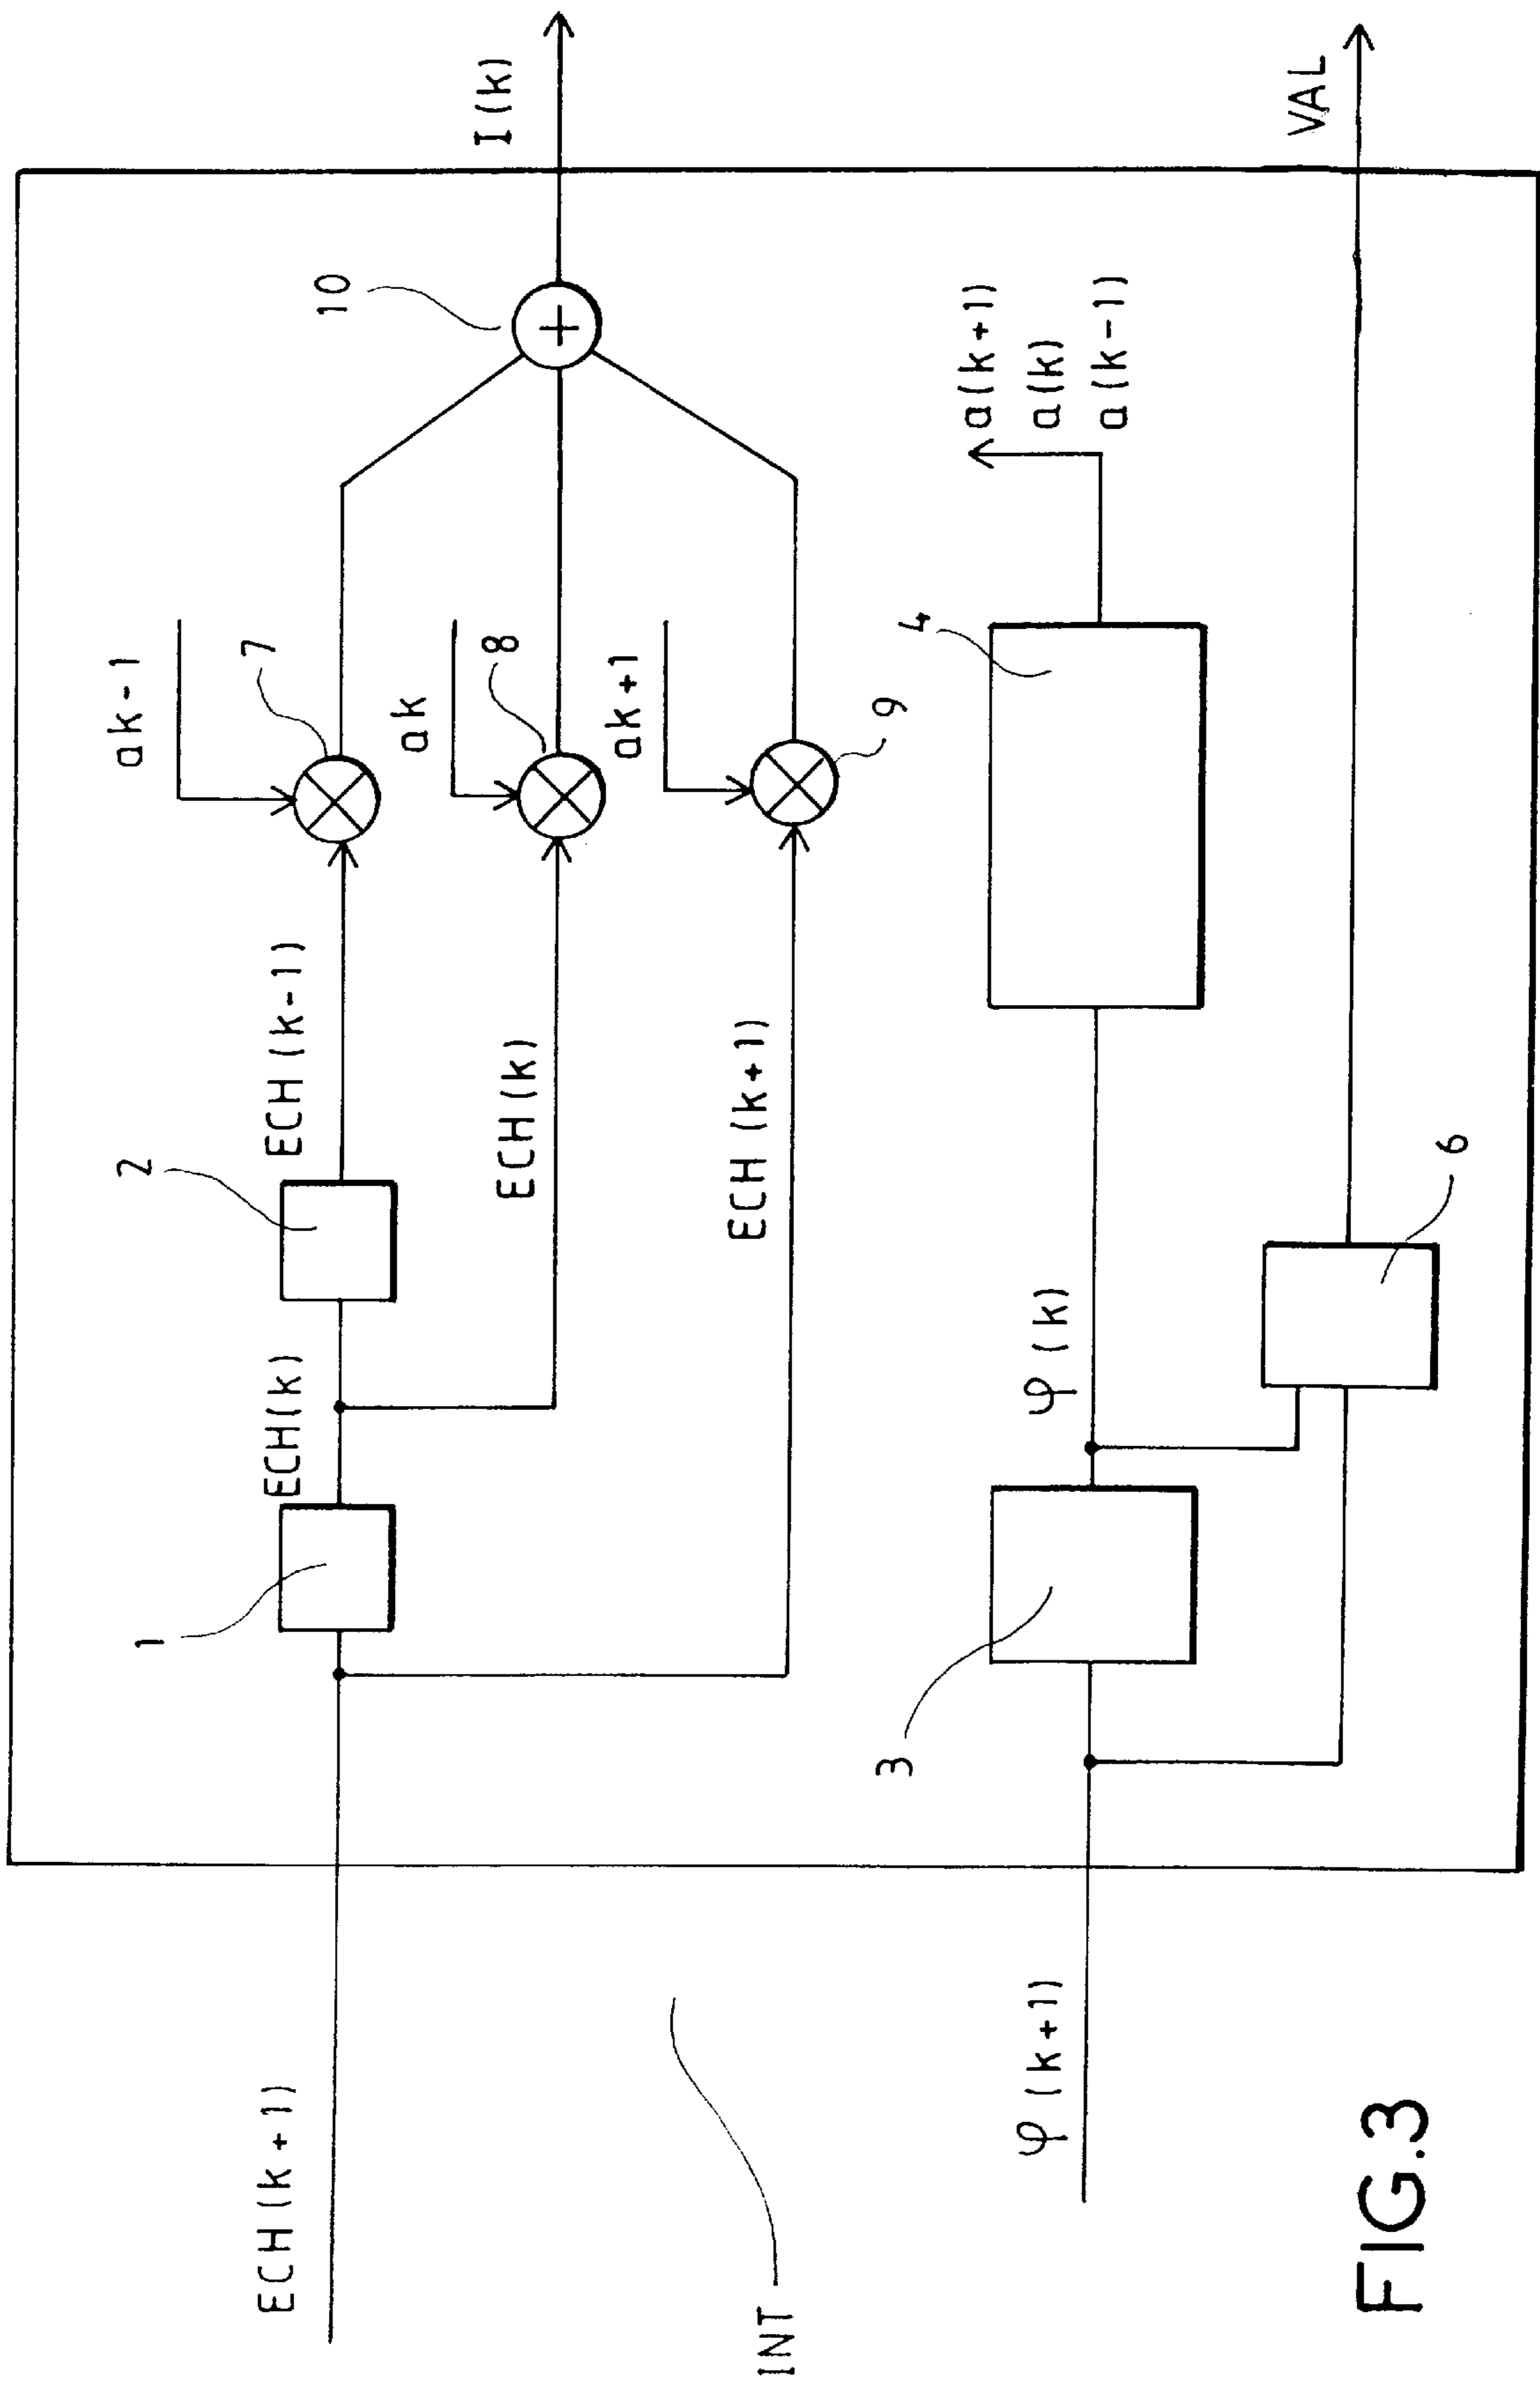 I(k)
10
ak-1
7
ak
8
ak+1
9
2
ECH(k-1)
ECH(k)
ECH(k)
ECH(k+1)
1
ECH(k+1)
INT
a(k+1)
a(k)
a(k-1)
4
φ(k)
3
φ(k+1)
6
VAL
FIG.3